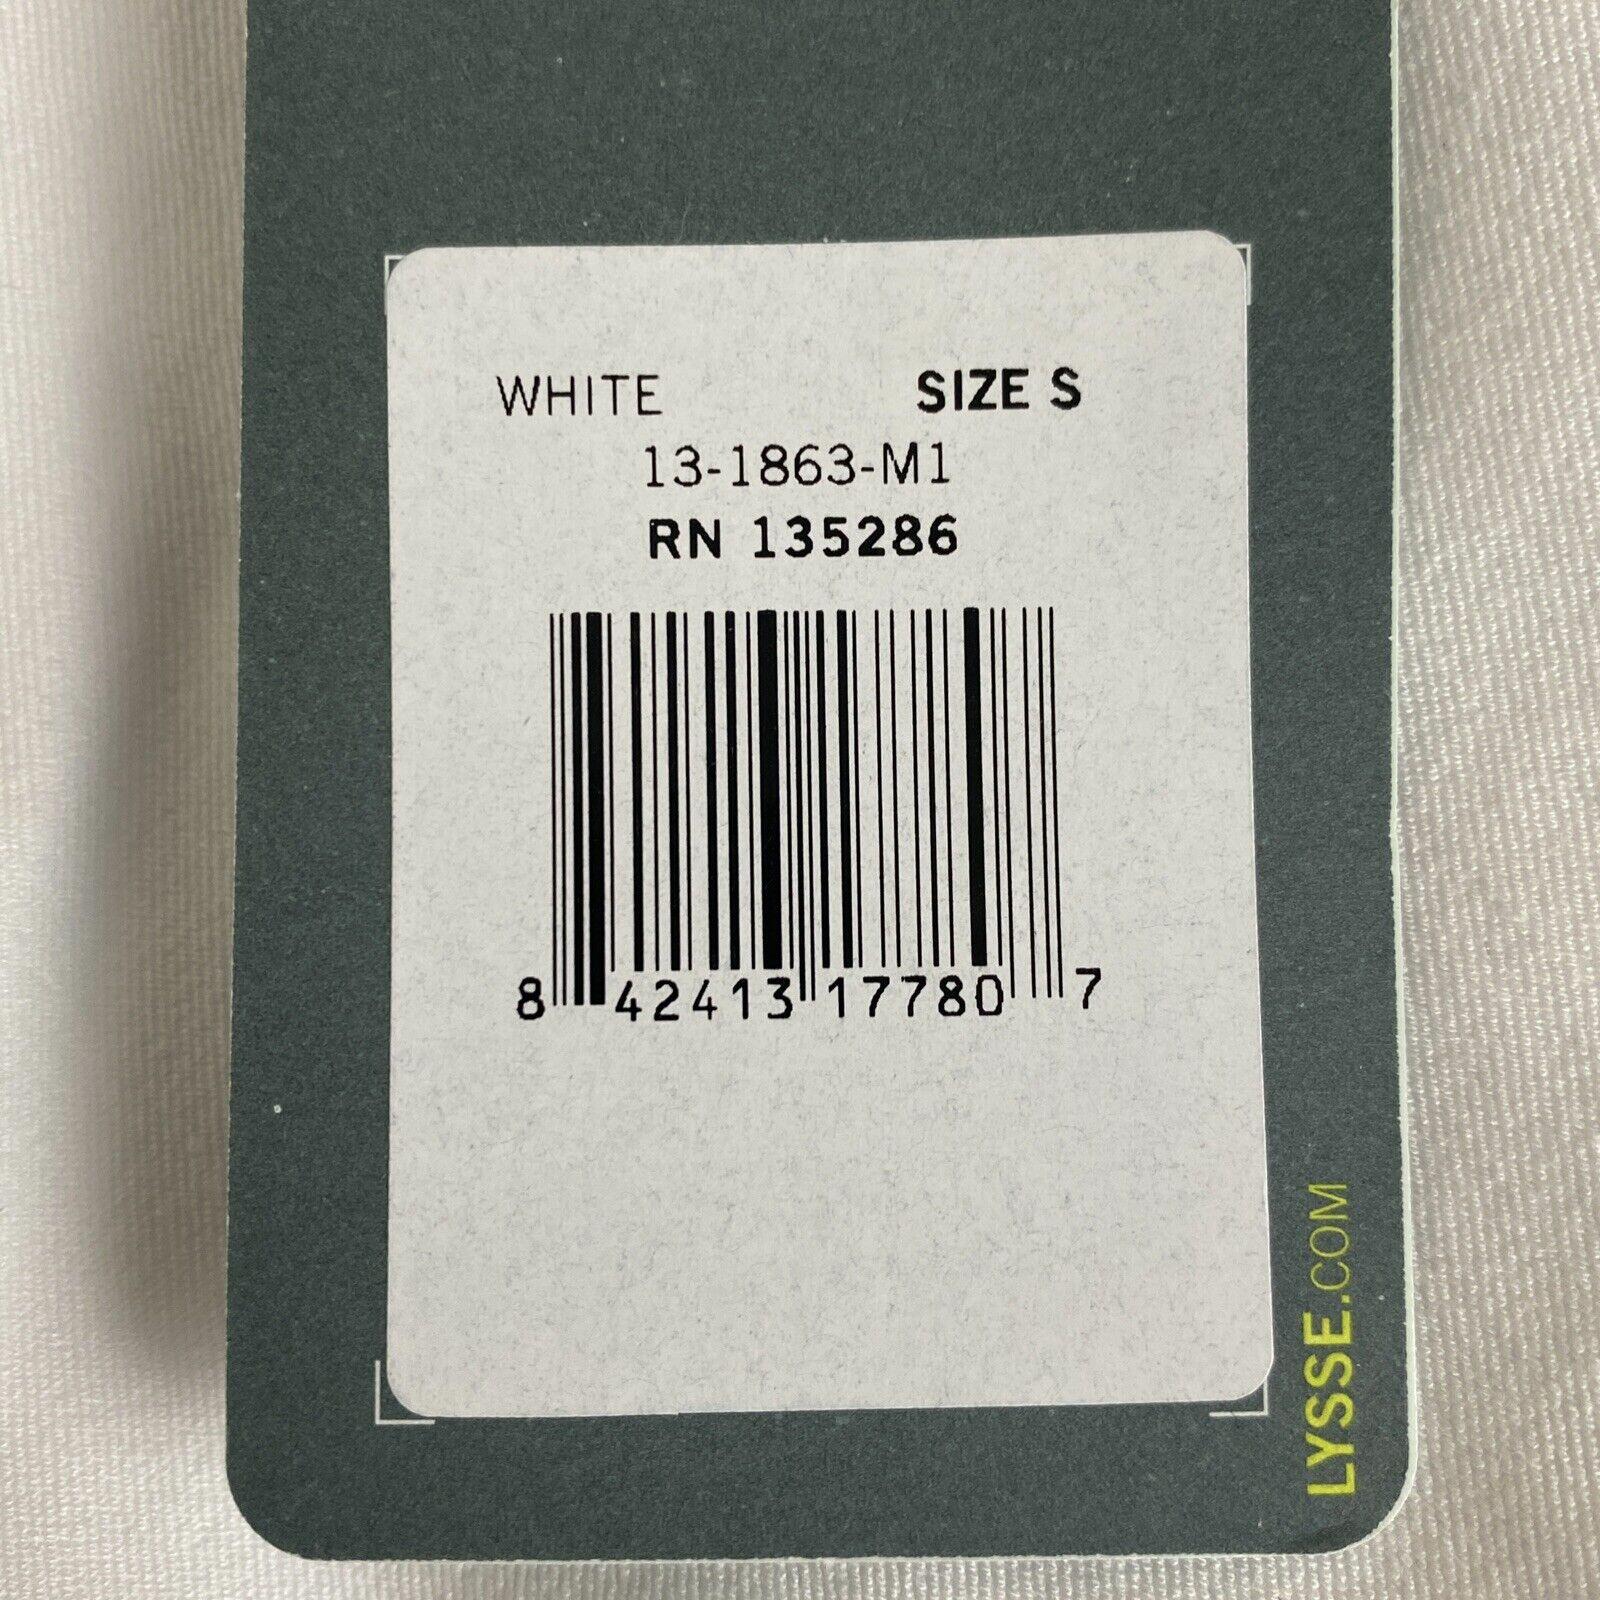 WHITE SIZE S
13-1863-M1
RN 135286
8 42413 17780 7
LYSSE.COM